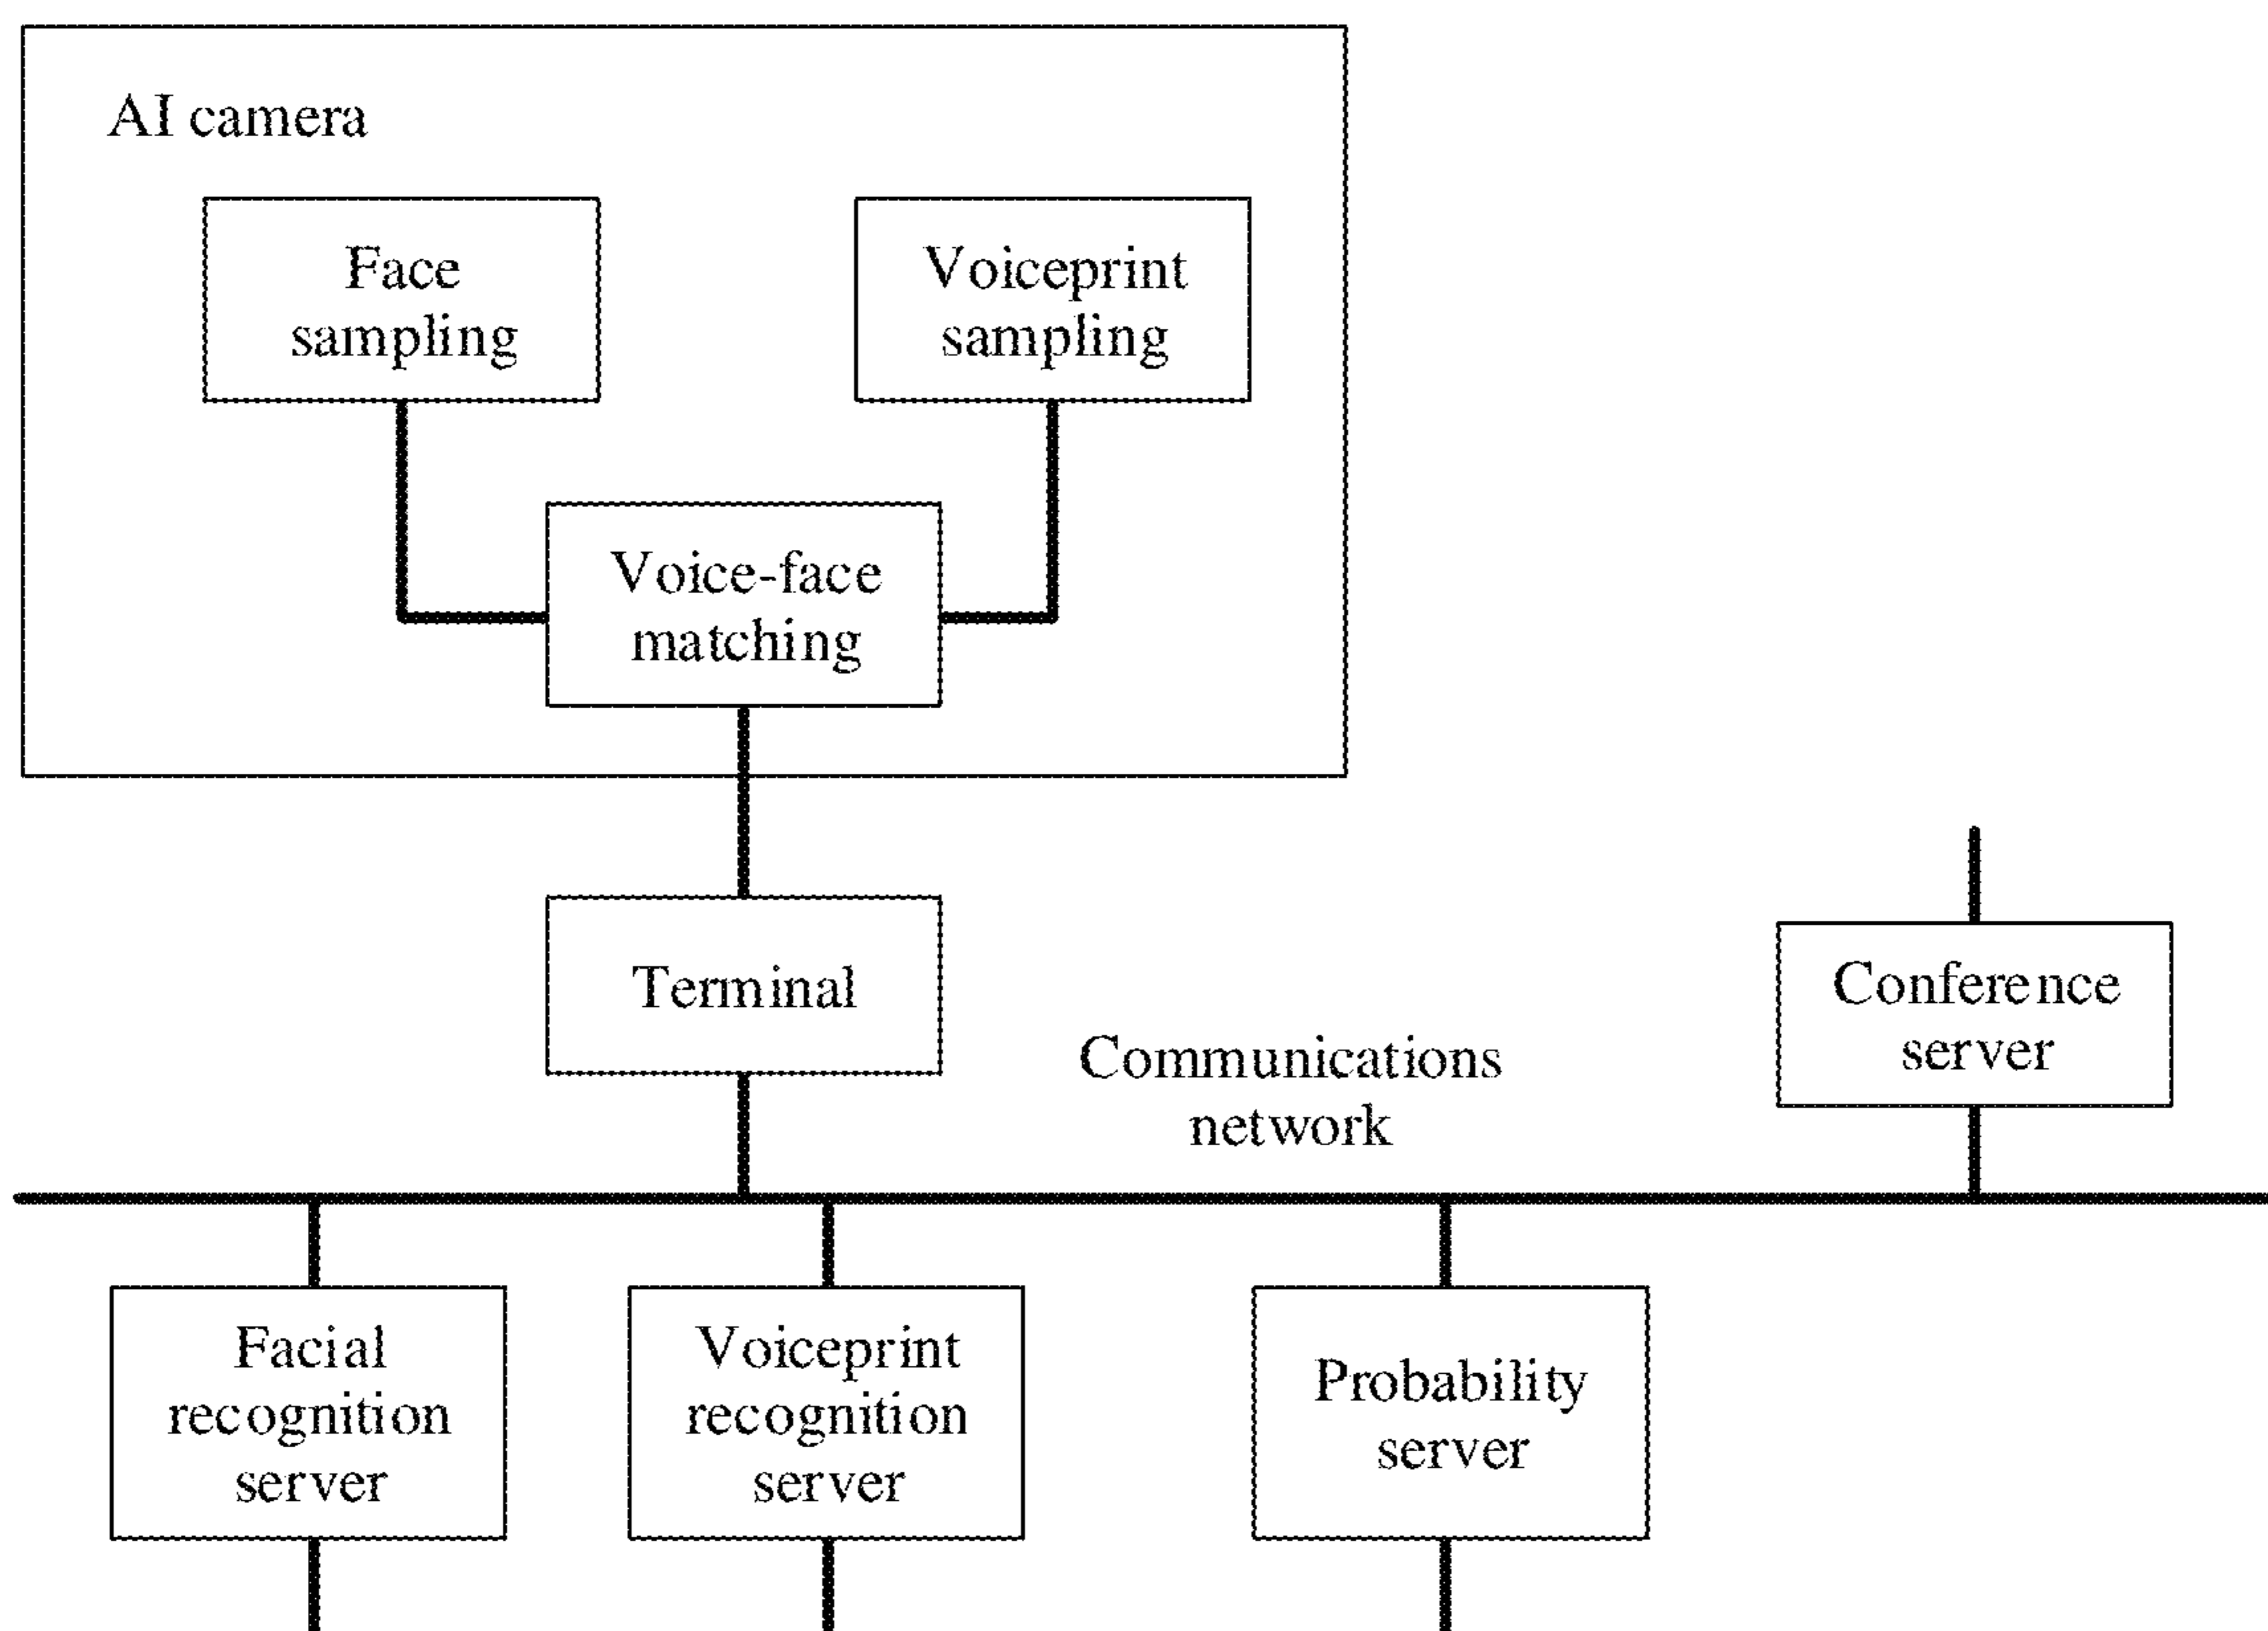 AI camera
Face
sampling
Voiceprint
sampling
Voice-face
matching
Terminal
Communications
network
Conference
server
Facial
recognition
server
Voiceprint
recognition
server
Probability
server